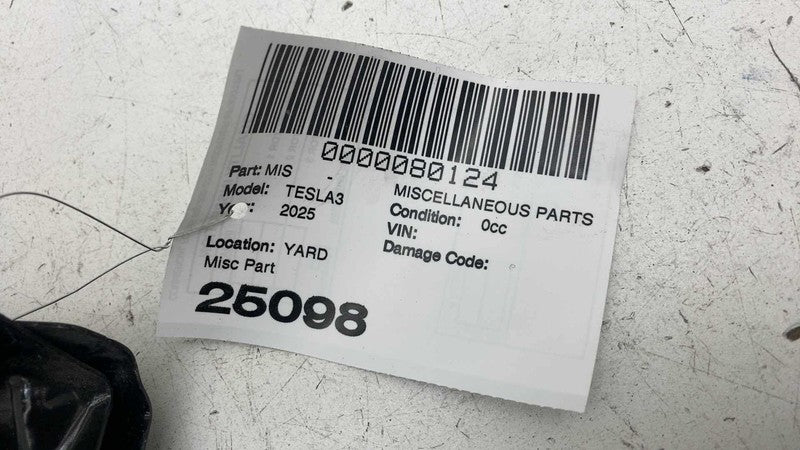 0000080124
Part: MIS - MISCELLANEOUS PARTS
Model: TESLA3 Condition: 0cc
2025 VIN:
Damage Code:
Location: YARD
Misc Part
25098